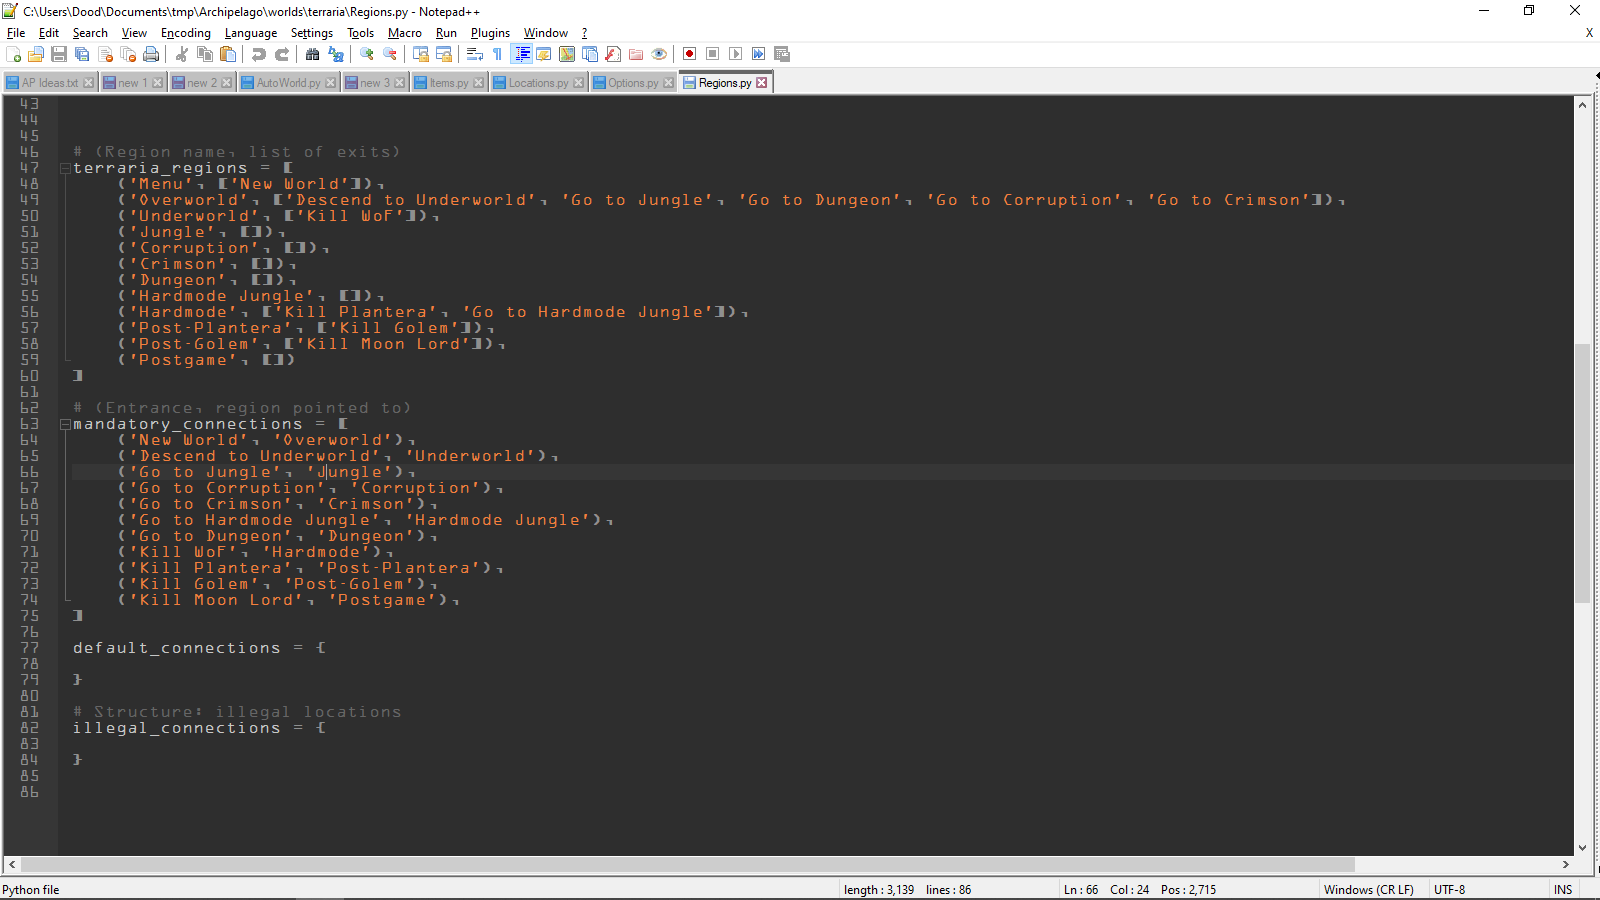 C:\Users\Dood\Documents\tmp\Archipelago\worlds\terraria\Regions.py - Notepad++
File Edit Search View Encoding Language Settings Tools Macro Run Plugins Window ? X
AP Ideas.txt new 1 new 2 AutoWorld.py new 3 Items.py Locations.py Options.py Regions.py
43
44
45
46 # (Region name, list of exits)
47 terraria_regions = [
48     ('Menu', ['New World']),
49     ('Overworld', ['Descend to Underworld', 'Go to Jungle', 'Go to Dungeon', 'Go to Corruption', 'Go to Crimson']),
50     ('Underworld', ['Kill WoF']),
51     ('Jungle', []),
52     ('Corruption', []),
53     ('Crimson', []),
54     ('Dungeon', []),
55     ('Hardmode Jungle', []),
56     ('Hardmode', ['Kill Plantera', 'Go to Hardmode Jungle']),
57     ('Post-Plantera', ['Kill Golem']),
58     ('Post-Golem', ['Kill Moon Lord']),
59     ('Postgame', [])
60 ]
61
62 # (Entrance, region pointed to)
63 mandatory_connections = [
64     ('New World', 'Overworld'),
65     ('Descend to Underworld', 'Underworld'),
66     ('Go to Jungle', 'Jungle'),
67     ('Go to Corruption', 'Corruption'),
68     ('Go to Crimson', 'Crimson'),
69     ('Go to Hardmode Jungle', 'Hardmode Jungle'),
70     ('Go to Dungeon', 'Dungeon'),
71     ('Kill WoF', 'Hardmode'),
72     ('Kill Plantera', 'Post-Plantera'),
73     ('Kill Golem', 'Post-Golem'),
74     ('Kill Moon Lord', 'Postgame'),
75 ]
76
77 default_connections = {
78
79 }
80
81 # Structure: illegal locations
82 illegal_connections = {
83
84 }
85
86
Python file length : 3,139 lines : 86 Ln : 66 Col : 24 Pos : 2,715 Windows (CR LF) UTF-8 INS